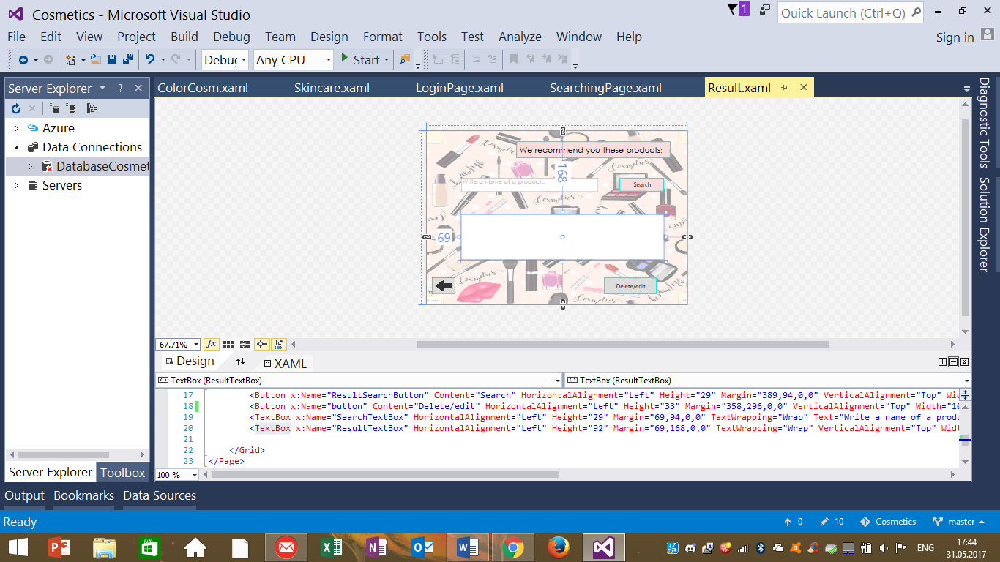 Cosmetics - Microsoft Visual Studio
1
Quick Launch (Ctrl+Q)
File Edit View Project Build Debug Team Design Format Tools Test Analyze Window Help
Sign in
Debug Any CPU Start
Server Explorer
ColorCosm.xaml Skincare.xaml LoginPage.xaml SearchingPage.xaml Result.xaml
Azure
Data Connections
DatabaseCosmet
Servers
We recommend you these products:
168
Write a name of a product..
Search
69
Delete/edit
Cosmetics
Diagnostic Tools
Solution Explorer
67.71%
Design
XAML
TextBox (ResultTextBox) TextBox (ResultTextBox)
17 <Button x:Name="ResultSearchButton" Content="Search" HorizontalAlignment="Left" Height="29" Margin="389,94,0,0" VerticalAlignment="Top" Wid
18 <Button x:Name="button" Content="Delete/edit" HorizontalAlignment="Left" Height="33" Margin="358,296,0,0" VerticalAlignment="Top" Width="10
19 <TextBox x:Name="SearchTextBox" HorizontalAlignment="Left" Height="29" Margin="69,94,0,0" TextWrapping="Wrap" Text="Write a name of a produ
20 <TextBox x:Name="ResultTextBox" HorizontalAlignment="Left" Height="92" Margin="69,168,0,0" TextWrapping="Wrap" VerticalAlignment="Top" Widt
21
22 </Grid>
23 </Page>
100 %
Server Explorer Toolbox
Output Bookmarks Data Sources
Ready
0 10 Cosmetics master
ENG
17:44
31.05.2017